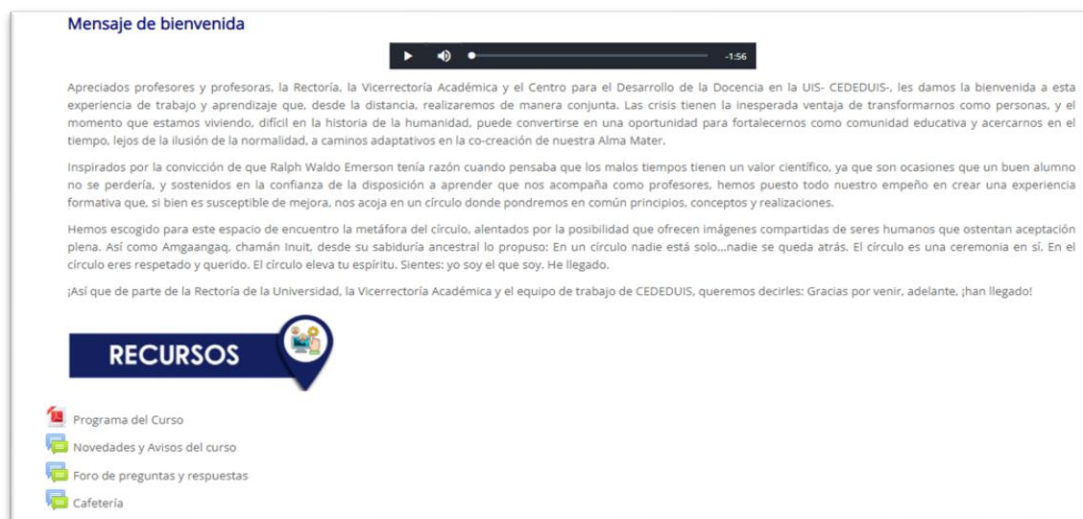 Mensaje de bienvenida
-1:56
Apreciados profesores y profesoras, la Rectoría, la Vicerrectoría Académica y el Centro para el Desarrollo de la Docencia en la UIS- CEDEDUIS-, les damos la bienvenida a esta
experiencia de trabajo y aprendizaje que, desde la distancia, realizaremos de manera conjunta. Las crisis tienen la inesperada ventaja de transformarnos como personas, y el
momento que estamos viviendo, difícil en la historia de la humanidad, puede convertirse en una oportunidad para fortalecernos como comunidad educativa y acercarnos en el
tiempo, lejos de la ilusión de la normalidad, a caminos adaptativos en la co-creación de nuestra Alma Mater.
Inspirados por la convicción de que Ralph Waldo Emerson tenía razón cuando pensaba que los malos tiempos tienen un valor científico, ya que son ocasiones que un buen alumno
no se perdería, y sostenidos en la confianza de la disposición a aprender que nos acompaña como profesores, hemos puesto todo nuestro empeño en crear una experiencia
formativa que, si bien es susceptible de mejora, nos acoja en un círculo donde pondremos en común principios, conceptos y realizaciones.
Hemos escogido para este espacio de encuentro la metáfora del círculo, alentados por la posibilidad que ofrecen imágenes compartidas de seres humanos que ostentan aceptación
plena. Así como Amgaangaq, chamán Inuit, desde su sabiduría ancestral lo propuso: En un círculo nadie está solo...nadie se queda atrás. El círculo es una ceremonia en sí. En el
círculo eres respetado y querido. El círculo eleva tu espíritu. Sientes: yo soy el que soy. He llegado.
¡Así que de parte de la Rectoría de la Universidad, la Vicerrectoría Académica y el equipo de trabajo de CEDEDUIS, queremos decirles: Gracias por venir, adelante, ¡han llegado!
RECURSOS
Programa del Curso
Novedades y Avisos del curso
Foro de preguntas y respuestas
Cafetería